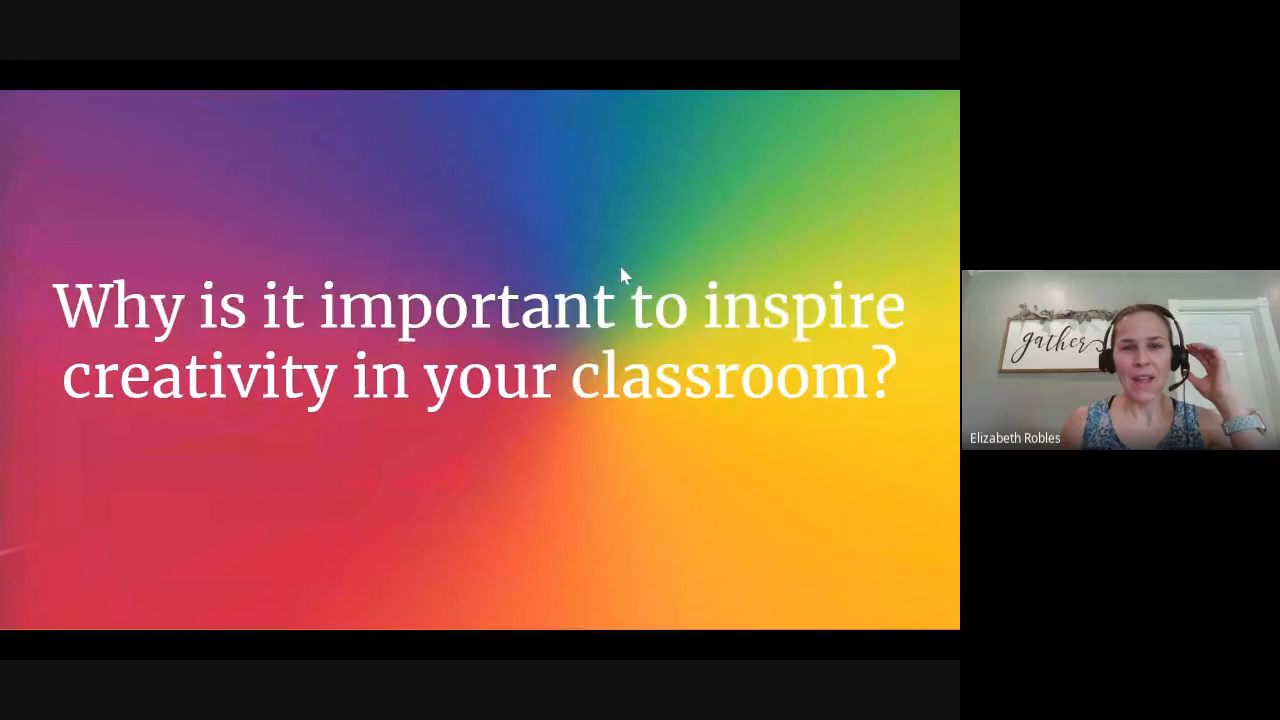 Why is it important to inspire
creativity in your classroom?
gather
Elizabeth Robles